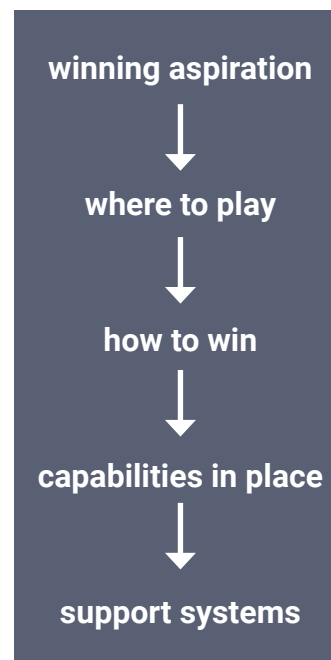 winning aspiration
where to play
how to win
capabilities in place
support systems